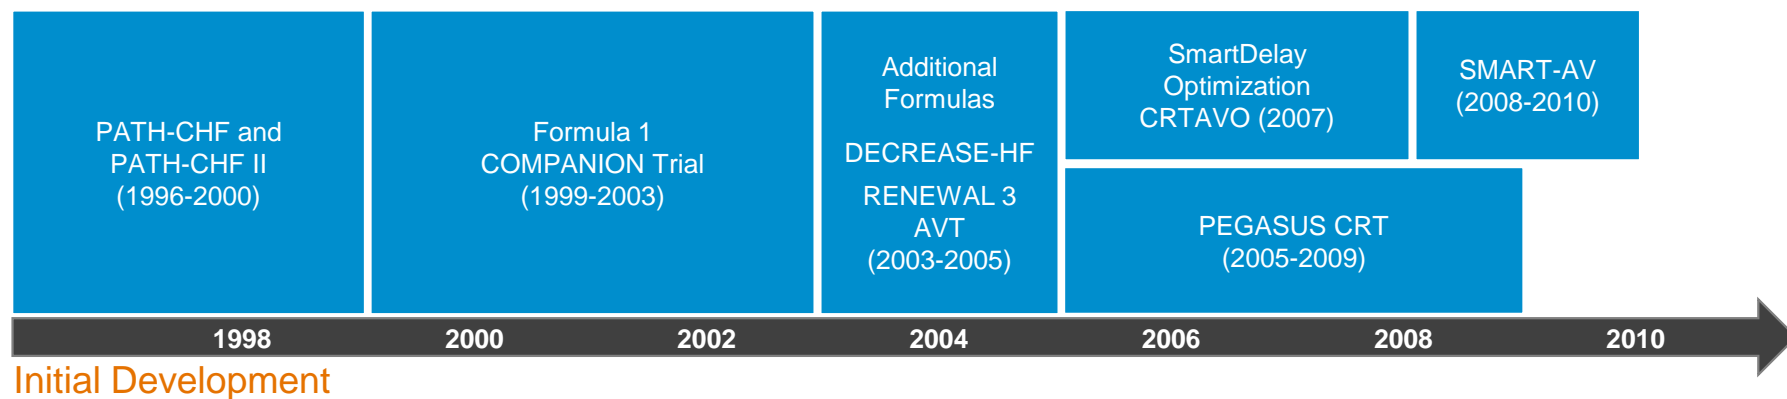 PATH-CHF and
PATH-CHF II
(1996-2000)
Formula 1
COMPANION Trial
(1999-2003)
Additional
Formulas
DECREASE-HF
RENEWAL 3
AVT
(2003-2005)
SmartDelay
Optimization
CRTAVO (2007)
SMART-AV
(2008-2010)
PEGASUS CRT
(2005-2009)
1998 2000 2002 2004 2006 2008 2010
Initial Development